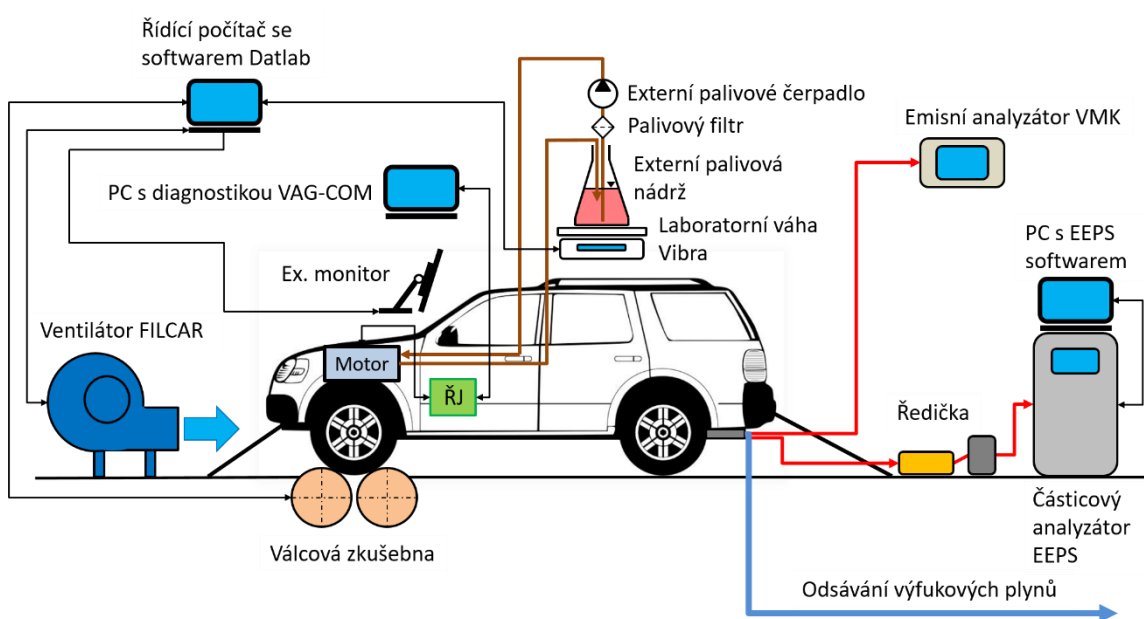 Řídící počítač se
softwarem Datlab
Externí palivové čerpadlo
Palivový filtr
Emisní analyzátor VMK
Externí palivová
nádrž
PC s diagnostikou VAG-COM
Laboratorní váha
Vibra
PC s EEPS
softwarem
Ex. monitor
Ventilátor FILCAR
Motor
ŘJ
Ředička
Částicový
analyzátor
EEPS
Válcová zkušebna
Odsávání výfukových plynů